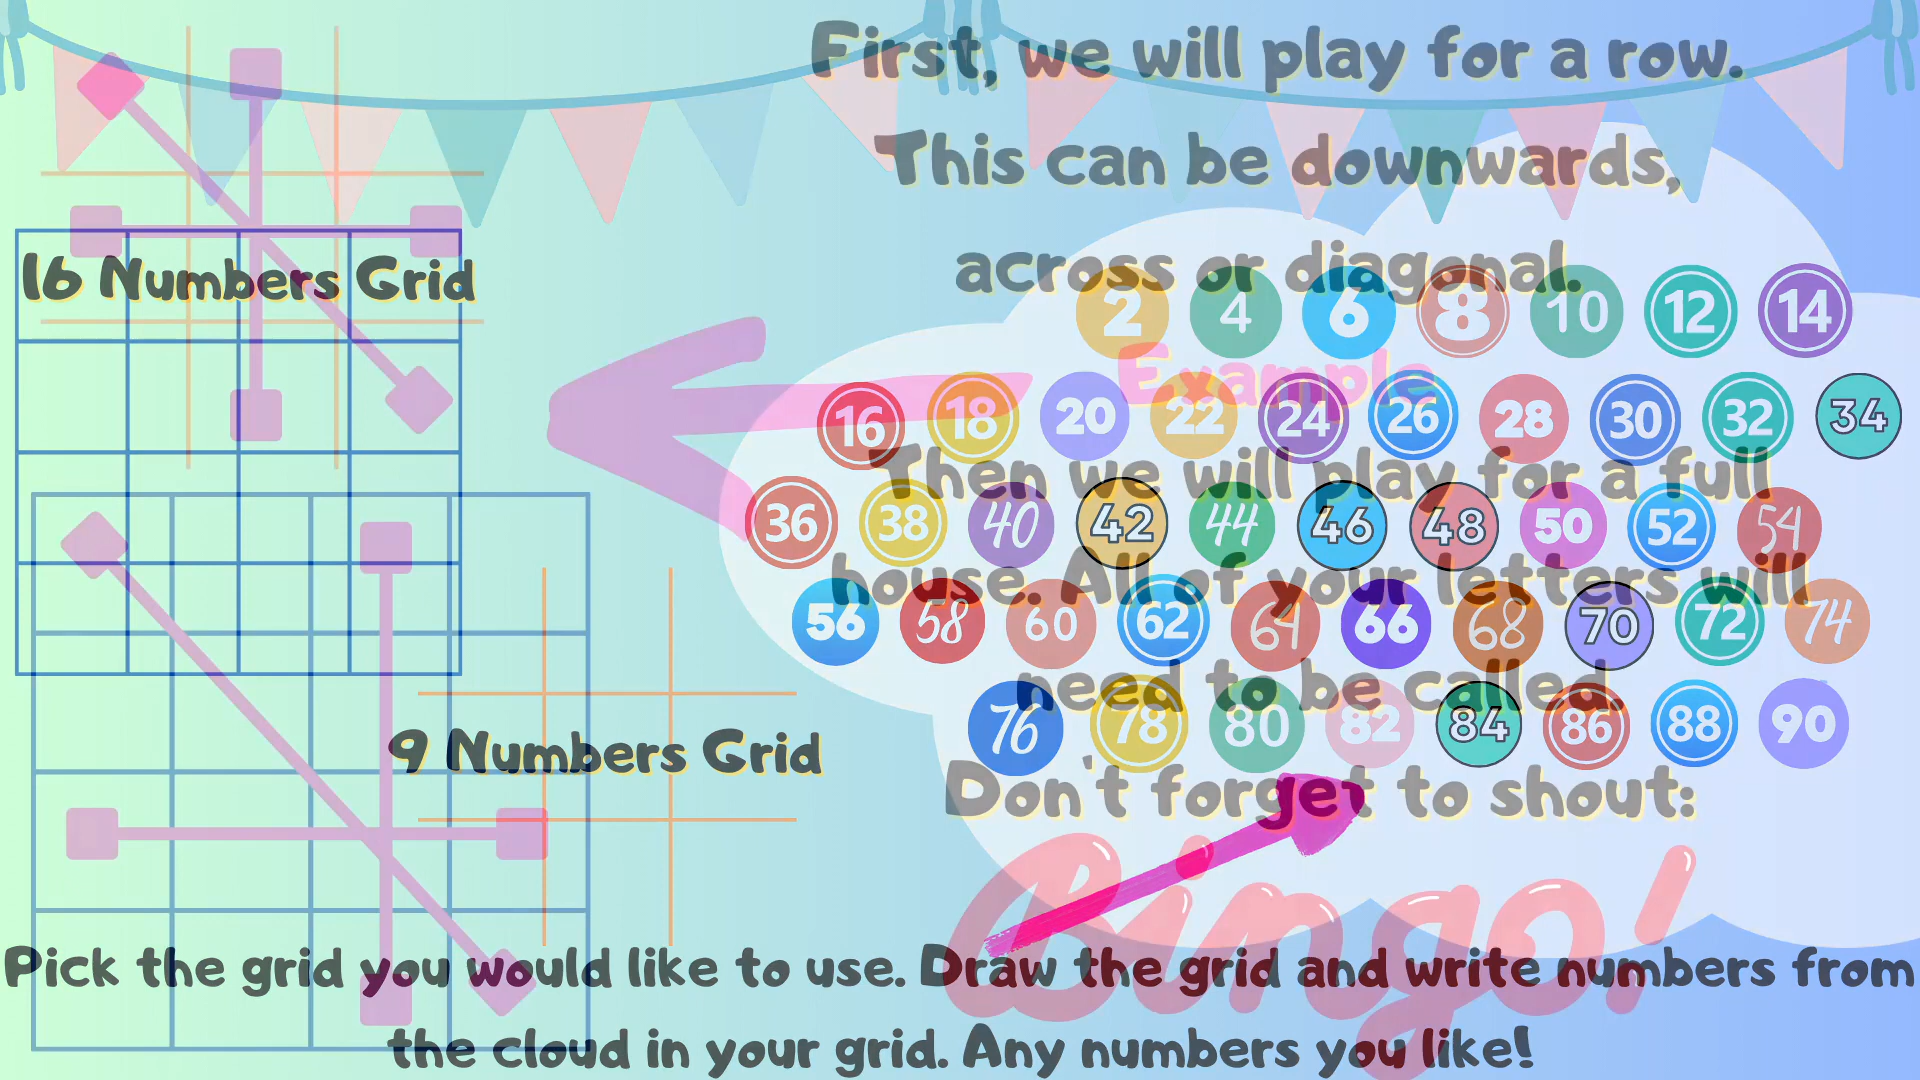 First, we will play for a row.
This can be downwards,
across or diagonal.
16 Numbers Grid
2 4 6 8 10 12 14
Example
16 18 20 22 24 26 28 30 32 34
Then we will play for a full
36 38 40 42 44 46 48 50 52 54
house. All of your letters will
56 58 60 62 64 66 68 70 72 74
need to be called.
76 78 80 82 84 86 88 90
9 Numbers Grid
Don't forget to shout:
Bingo!
Pick the grid you would like to use. Draw the grid and write numbers from
the cloud in your grid. Any numbers you like!